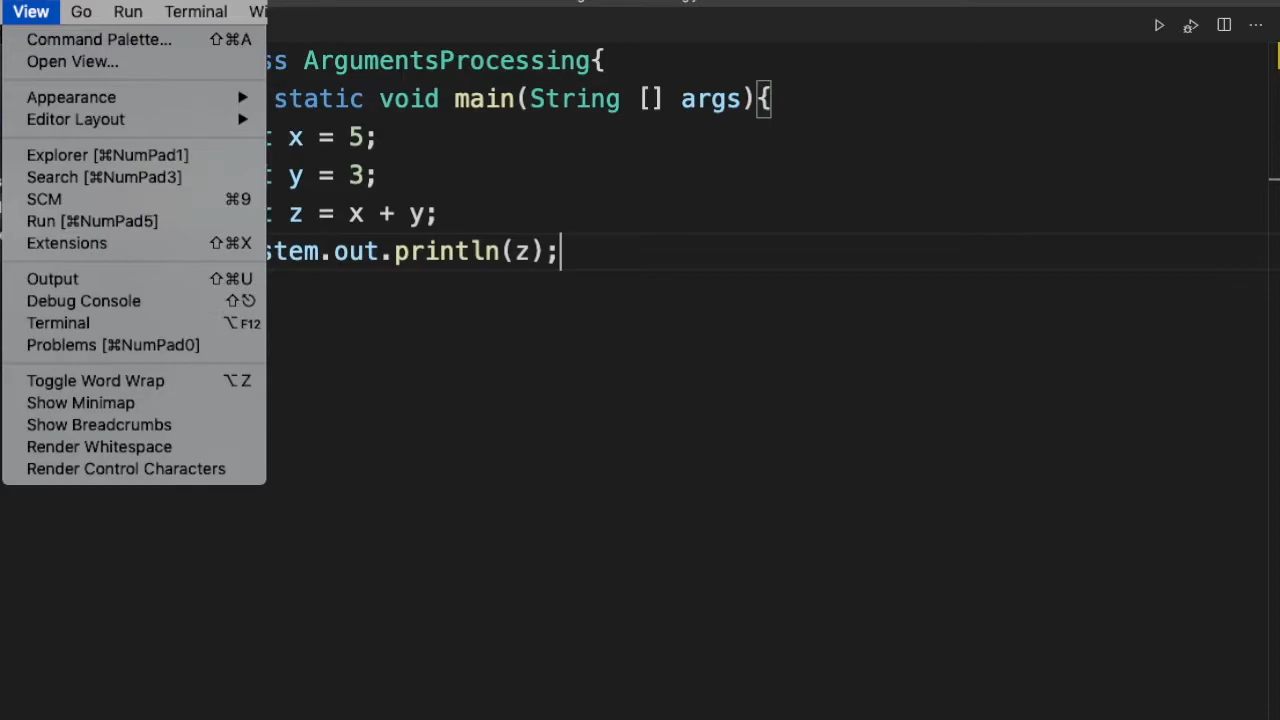 View Go Run Terminal Wi
Command Palette... ⇧⌘A
Open View...
Appearance
Editor Layout
Explorer [⌘NumPad1]
Search [⌘NumPad3]
SCM ⌘9
Run [⌘NumPad5]
Extensions ⇧⌘X
Output ⇧⌘U
Debug Console ⇧⎋
Terminal ⌥F12
Problems [⌘NumPad0]
Toggle Word Wrap ⌥Z
Show Minimap
Show Breadcrumbs
Render Whitespace
Render Control Characters
ss ArgumentsProcessing{
static void main(String [] args){
t x = 5;
t y = 3;
t z = x + y;
stem.out.println(z);